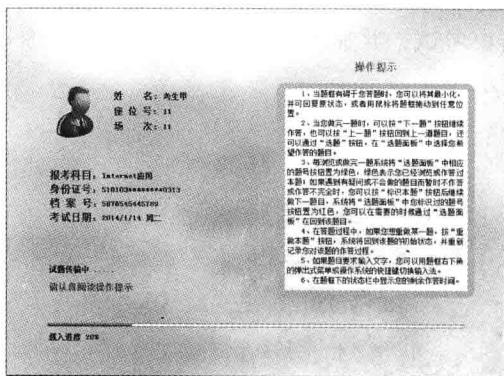 操作提示
姓 名：考生甲
座 位 号：11
场 次：11
报考科目：Internet应用
身份证号：510103********0313
档 案 号：5876545445789
考试日期：2014/1/14 周二
试题传输中...
请认真阅读操作提示
载入进度 20%
1、当题框有碍于您答题时，您可以将其最小化，
并可回复原状态，或者用鼠标将题框拖动到任意位
置。
2、当您做完一题时，可以按“下一题”按钮继续
作答，也可以按“上一题”按钮回到上一道题目，还
可以通过“选题”按钮，在“选题面板”中选择您希
望作答的题目。
3、每浏览或做完一题系统将“选题面板”中相应
的题号按钮置为绿色，绿色表示您已经浏览或作答过
本题！如果遇到有疑问或不会做的题目而暂时不作答
或作答不完全时，您可以按“标识本题”按钮后继续
做下一题目，系统将“选题面板”中您标识过的题号
按钮置为红色，您可以在需要的时候通过“选题面
板”在回到该题目。
4、在答题过程中，如果您想重做某一题，按“重
做本题”按钮，系统将回到该题的初始状态，并重新
记录您对该题的作答过程。
5、如果题目要求输入文字，您可以用题框右下角
的弹出式菜单或操作系统的快捷键切换输入法。
6、在题框下的状态栏中显示您的剩余作答时间。